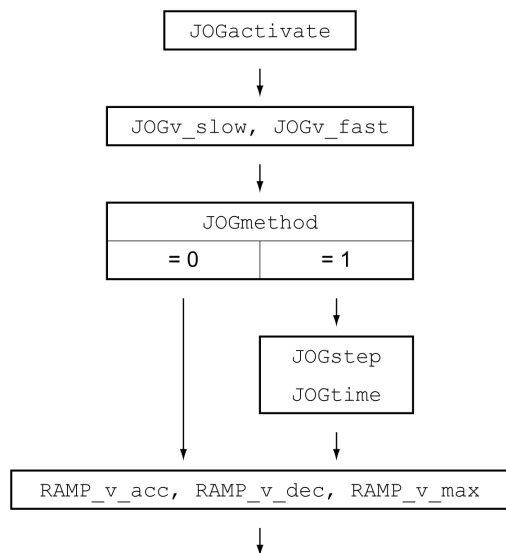 JOGactivate
JOGv_slow, JOGv_fast
JOGmethod
= 0
= 1
JOGstep
JOGtime
RAMP_v_acc, RAMP_v_dec, RAMP_v_max